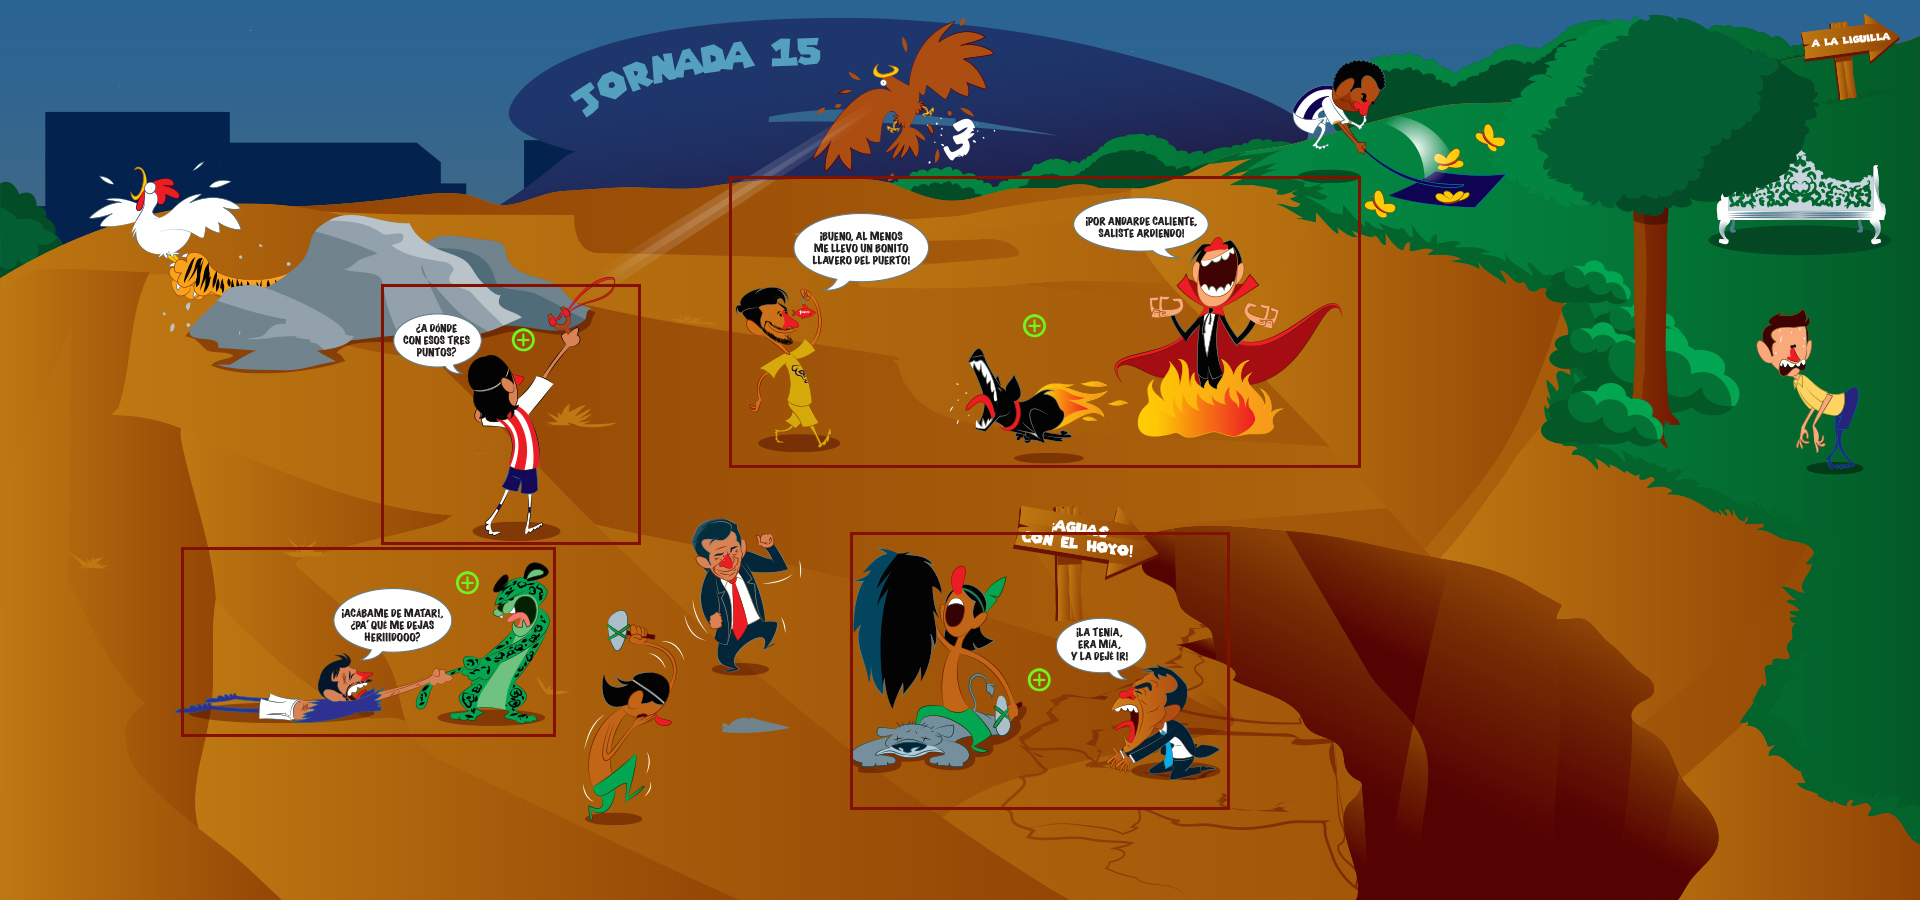 JORNADA 15
3
A LA LIGUILLA
¡BUENO, AL MENOS
ME LLEVO UN BONITO
LLAVERO DEL PUERTO!
¡POR ANDARDE CALIENTE,
SALISTE ARDIENDO!
¿A DÓNDE
CON ESOS TRES
PUNTOS?
¡AGUAS
CON EL HOYO!
¡ACÁBAME DE MATAR!,
¿PA' QUÉ ME DEJAS
HERIIIDOOO?
¡LA TENÍA,
ERA MÍA,
Y LA DEJÉ IR!